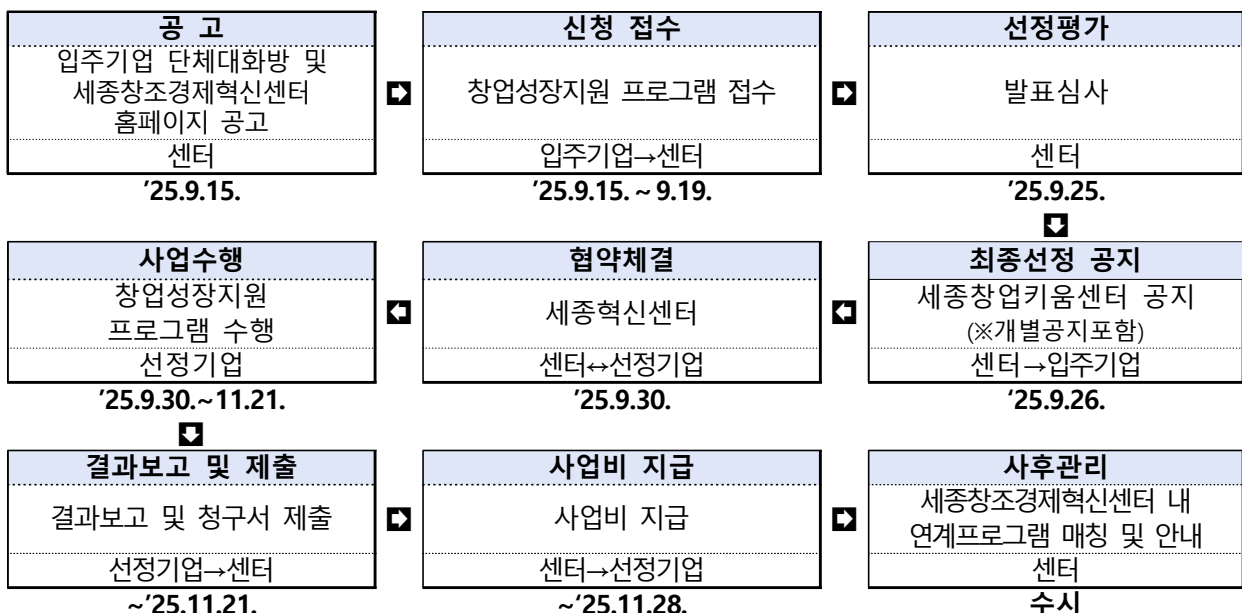 공 고
입주기업 단체대화방 및
세종창조경제혁신센터
홈페이지 공고
센터
'25.9.15.
신청 접수
창업성장지원 프로그램 접수
입주기업→센터
'25.9.15. ~ 9.19.
선정평가
발표심사
센터
'25.9.25.
최종선정 공지
세종창업키움센터 공지
(※개별공지포함)
센터→입주기업
‘25.9.26.
협약체결
세종혁신센터
센터↔선정기업
'25.9.30.
사업수행
창업성장지원
프로그램 수행
선정기업
'25.9.30.~11.21.
결과보고 및 제출
결과보고 및 청구서 제출
선정기업→센터
~’25.11.21.
사업비 지급
사업비 지급
센터→선정기업
~‘25.11.28.
사후관리
세종창조경제혁신센터 내
연계프로그램 매칭 및 안내
센터
수시